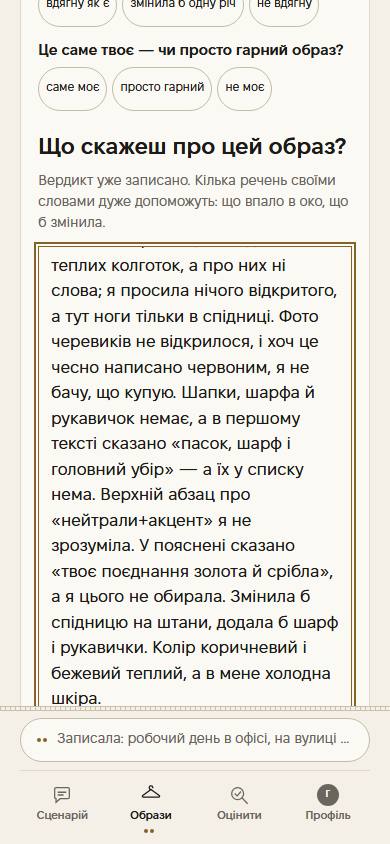 вдягну як є
змінила б одну річ
не вдягну
Це саме твоє — чи просто гарний образ?
саме моє
просто гарний
не моє
Що скажеш про цей образ?
Вердикт уже записано. Кілька речень своїми
словами дуже допоможуть: що впало в око, що
б змінила.
теплих колготок, а про них ні
слова; я просила нічого відкритого,
а тут ноги тільки в спідниці. Фото
черевиків не відкрилося, і хоч це
чесно написано червоним, я не
бачу, що купую. Шапки, шарфа й
рукавичок немає, а в першому
тексті сказано «пасок, шарф і
головний убір» — а їх у списку
нема. Верхній абзац про
«нейтрали+акцент» я не
зрозуміла. У пояснені сказано
«твоє поєднання золота й срібла»,
а я цього не обирала. Змінила б
спідницю на штани, додала б шарф
і рукавички. Колір коричневий і
бежевий теплий, а в мене холодна
шкіра.
Записала: робочий день в офісі, на вулиці ...
Сценарій
Образи
Оцінити
Г
Профіль